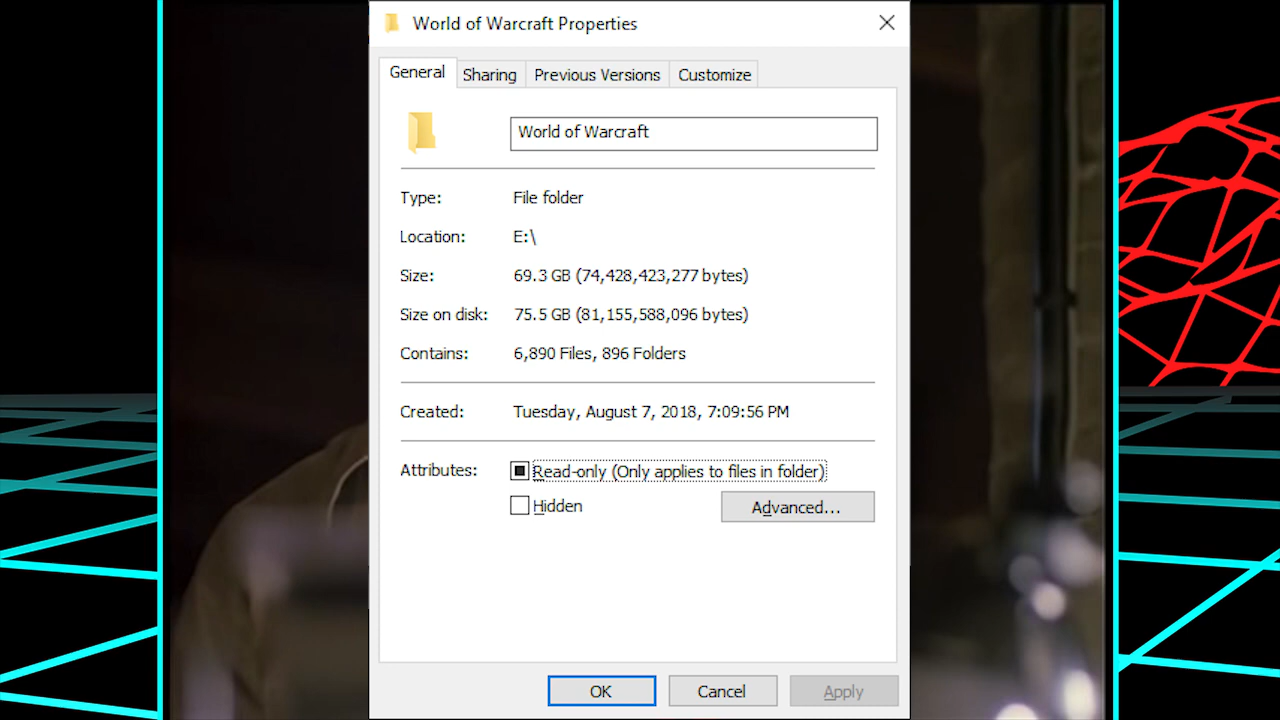 World of Warcraft Properties
General Sharing Previous Versions Customize
World of Warcraft
Type: File folder
Location: E:\
Size: 69.3 GB (74,428,423,277 bytes)
Size on disk: 75.5 GB (81,155,588,096 bytes)
Contains: 6,890 Files, 896 Folders
Created: Tuesday, August 7, 2018, 7:09:56 PM
Attributes: Read-only (Only applies to files in folder)
Hidden Advanced...
OK Cancel Apply